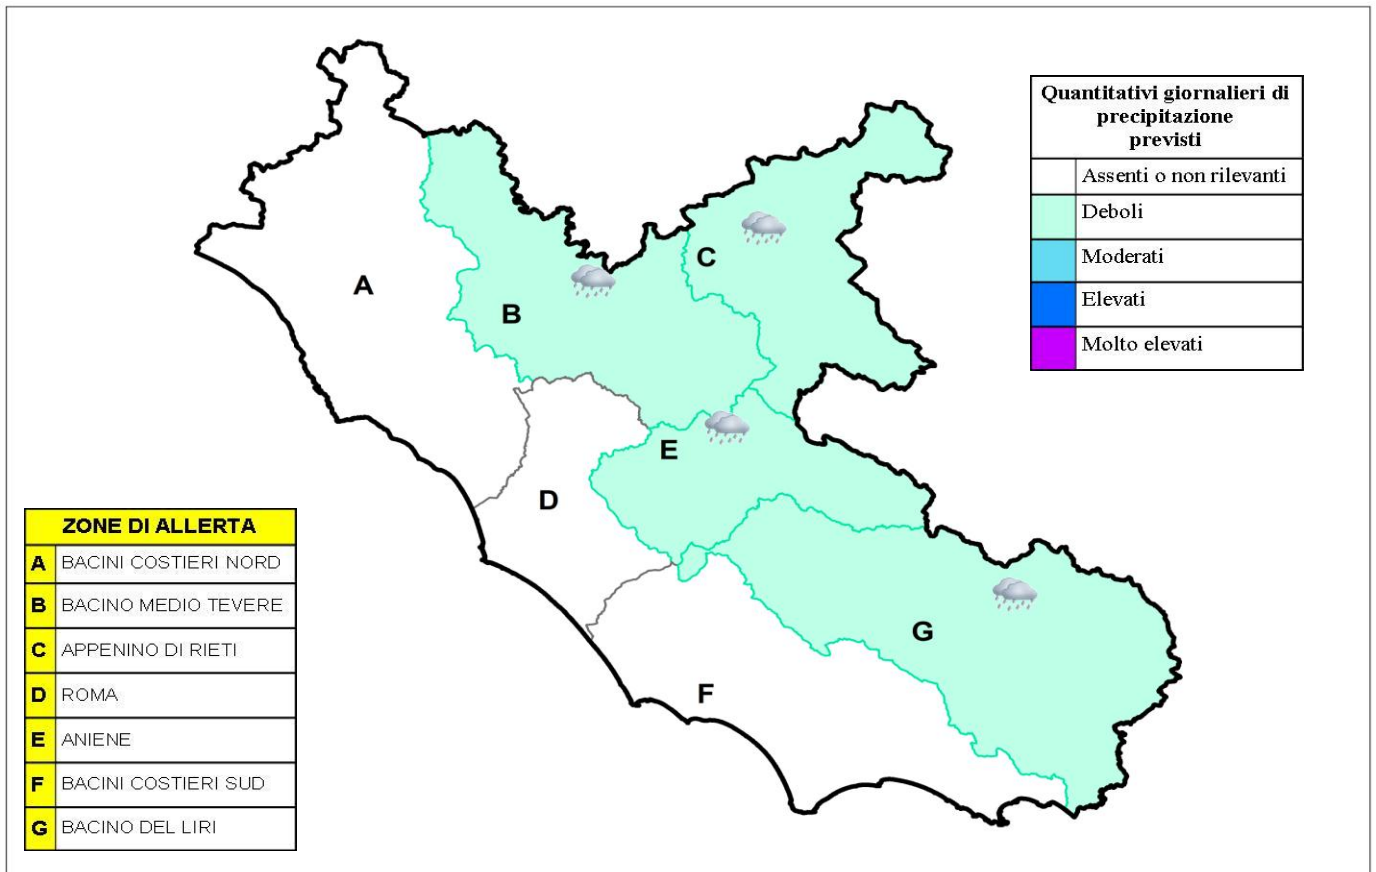 Quantitativi giornalieri di
precipitazione
previsti
Assenti o non rilevanti
Deboli
Moderati
Elevati
Molto elevati
A
B
C
D
E
F
G
ZONE DI ALLERTA
A BACINI COSTIERI NORD
B BACINO MEDIO TEVERE
C APPENINO DI RIETI
D ROMA
E ANIENE
F BACINI COSTIERI SUD
G BACINO DEL LIRI